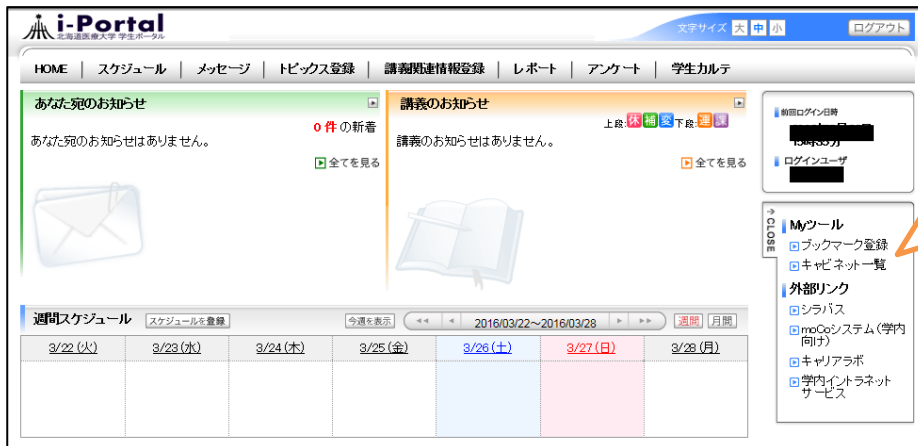 i-Portal
北海道医療大学 学生ポータル
文字サイズ 大 中 小 ログアウト
HOME | スケジュール | メッセージ | トピックス登録 | 講義関連情報登録 | レポート | アンケート | 学生カルテ
あなた宛のお知らせ
0 件 の新着
あなた宛のお知らせはありません。
全てを見る
講義のお知らせ
上段:休 補 変 下段:連 課
講義のお知らせはありません。
全てを見る
前回ログイン日時
ログインユーザ
CLOSE
Myツール
ブックマーク登録
キャビネット一覧
外部リンク
シラバス
moCoシステム(学内
向け)
キャリアラボ
学内イントラネット
サービス
週間スケジュール スケジュールを登録 今週を表示 2016/03/22～2016/03/28 週間 月間
3/22 (火) 3/23 (水) 3/24 (木) 3/25 (金) 3/26 (土) 3/27 (日) 3/28 (月)